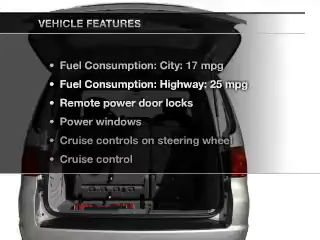 VEHICLE FEATURES
• Fuel Consumption: City: 17 mpg
• Fuel Consumption: Highway: 25 mpg
• Remote power door locks
• Power windows
• Cruise controls on steering wheel
• Cruise control